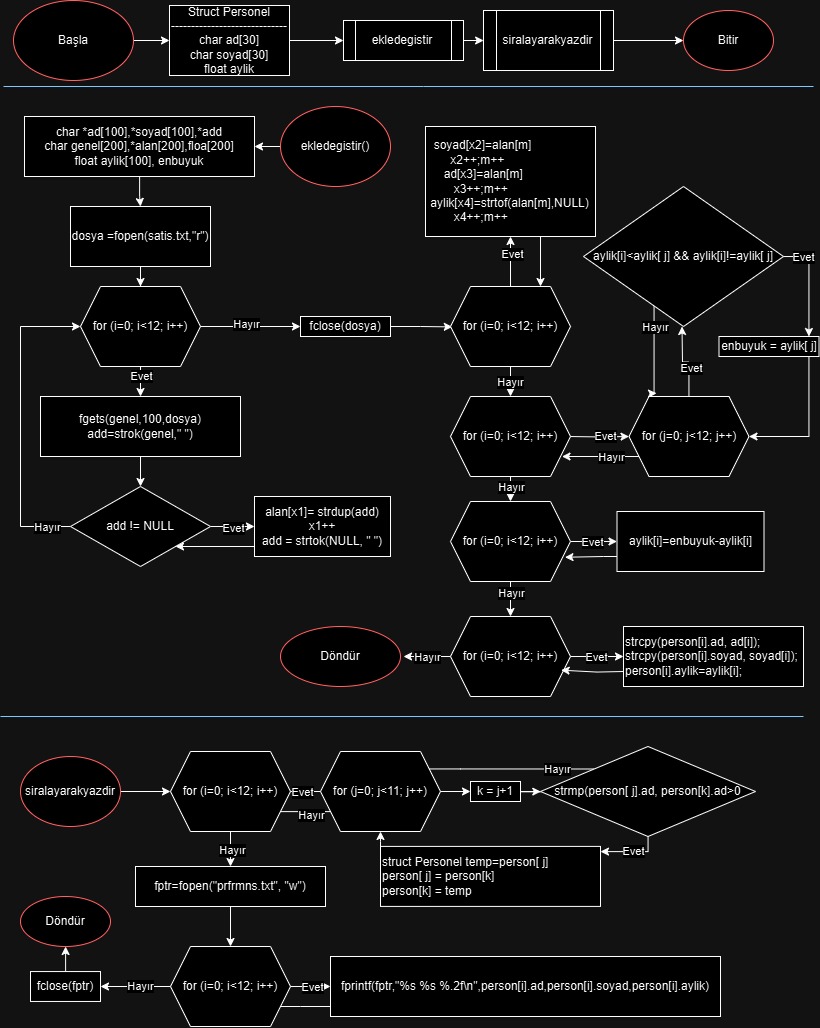 Başla
Struct Personel
------------------------------
char ad[30]
char soyad[30]
float aylik
ekledegistir
siralayarakyazdir
Bitir
char *ad[100],*soyad[100],*add
char genel[200],*alan[200],floa[200]
float aylik[100], enbuyuk
ekledegistir()
dosya =fopen(satis.txt,"r")
for (i=0; i<12; i++)
Hayır
fclose(dosya)
Evet
fgets(genel,100,dosya)
add=strok(genel," ")
add != NULL
Hayır
Evet
alan[x1]= strdup(add)
x1++
add = strtok(NULL, " ")
soyad[x2]=alan[m]
x2++;m++
ad[x3]=alan[m]
x3++;m++
aylik[x4]=strtof(alan[m],NULL)
x4++;m++
Evet
for (i=0; i<12; i++)
Hayır
aylik[i]<aylik[ j] && aylik[i]!=aylik[ j]
Evet
Hayır
enbuyuk = aylik[ j]
Evet
for (i=0; i<12; i++)
Evet
Hayır
for (j=0; j<12; j++)
Hayır
for (i=0; i<12; i++)
Evet
aylik[i]=enbuyuk-aylik[i]
Hayır
Döndür
Hayır
for (i=0; i<12; i++)
Evet
strcpy(person[i].ad, ad[i]);
strcpy(person[i].soyad, soyad[i]);
person[i].aylik=aylik[i];
siralayarakyazdir
for (i=0; i<12; i++)
Evet
Hayır
for (j=0; j<11; j++)
k = j+1
Hayır
strmp(person[ j].ad, person[k].ad>0
Evet
struct Personel temp=person[ j]
person[ j] = person[k]
person[k] = temp
Hayır
fptr=fopen("prfrmns.txt", "w")
Döndür
fclose(fptr)
Hayır
for (i=0; i<12; i++)
Evet
fprintf(fptr,"%s %s %.2f\n",person[i].ad,person[i].soyad,person[i].aylik)